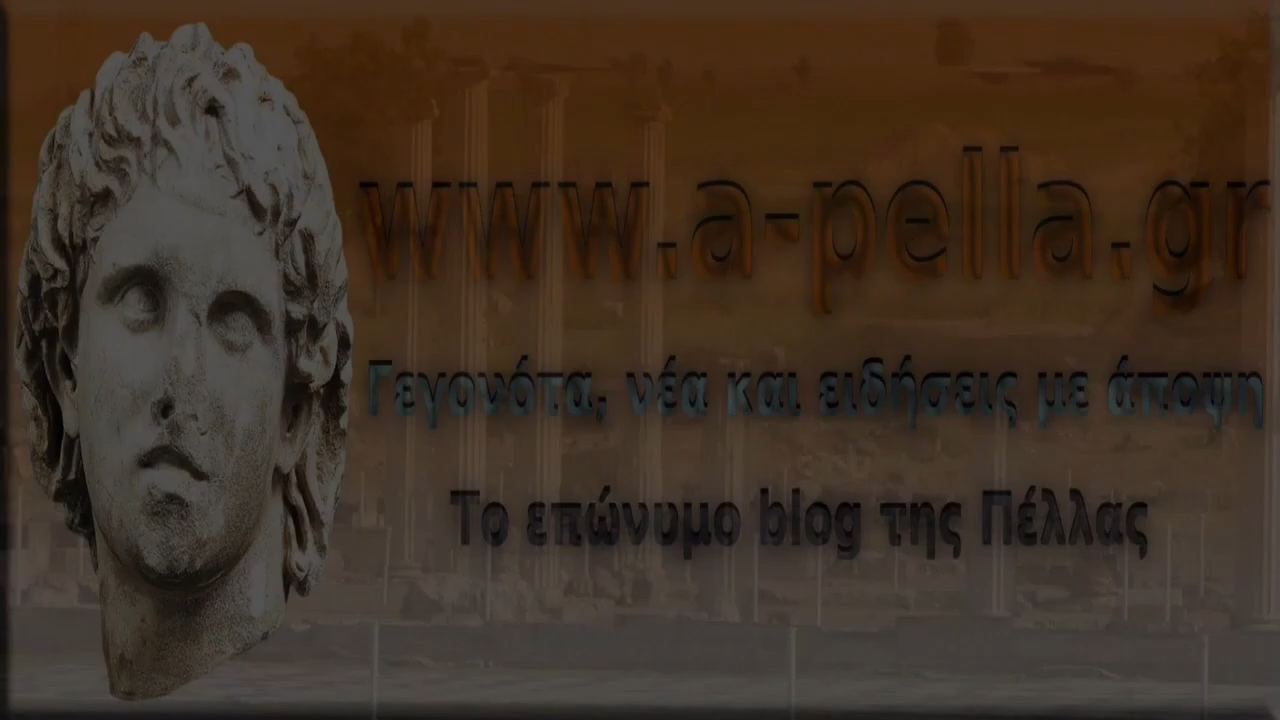 www.a-pella.gr
Γεγονότα, νέα και ειδήσεις με άποψη
Το επώνυμο blog της Πέλλας